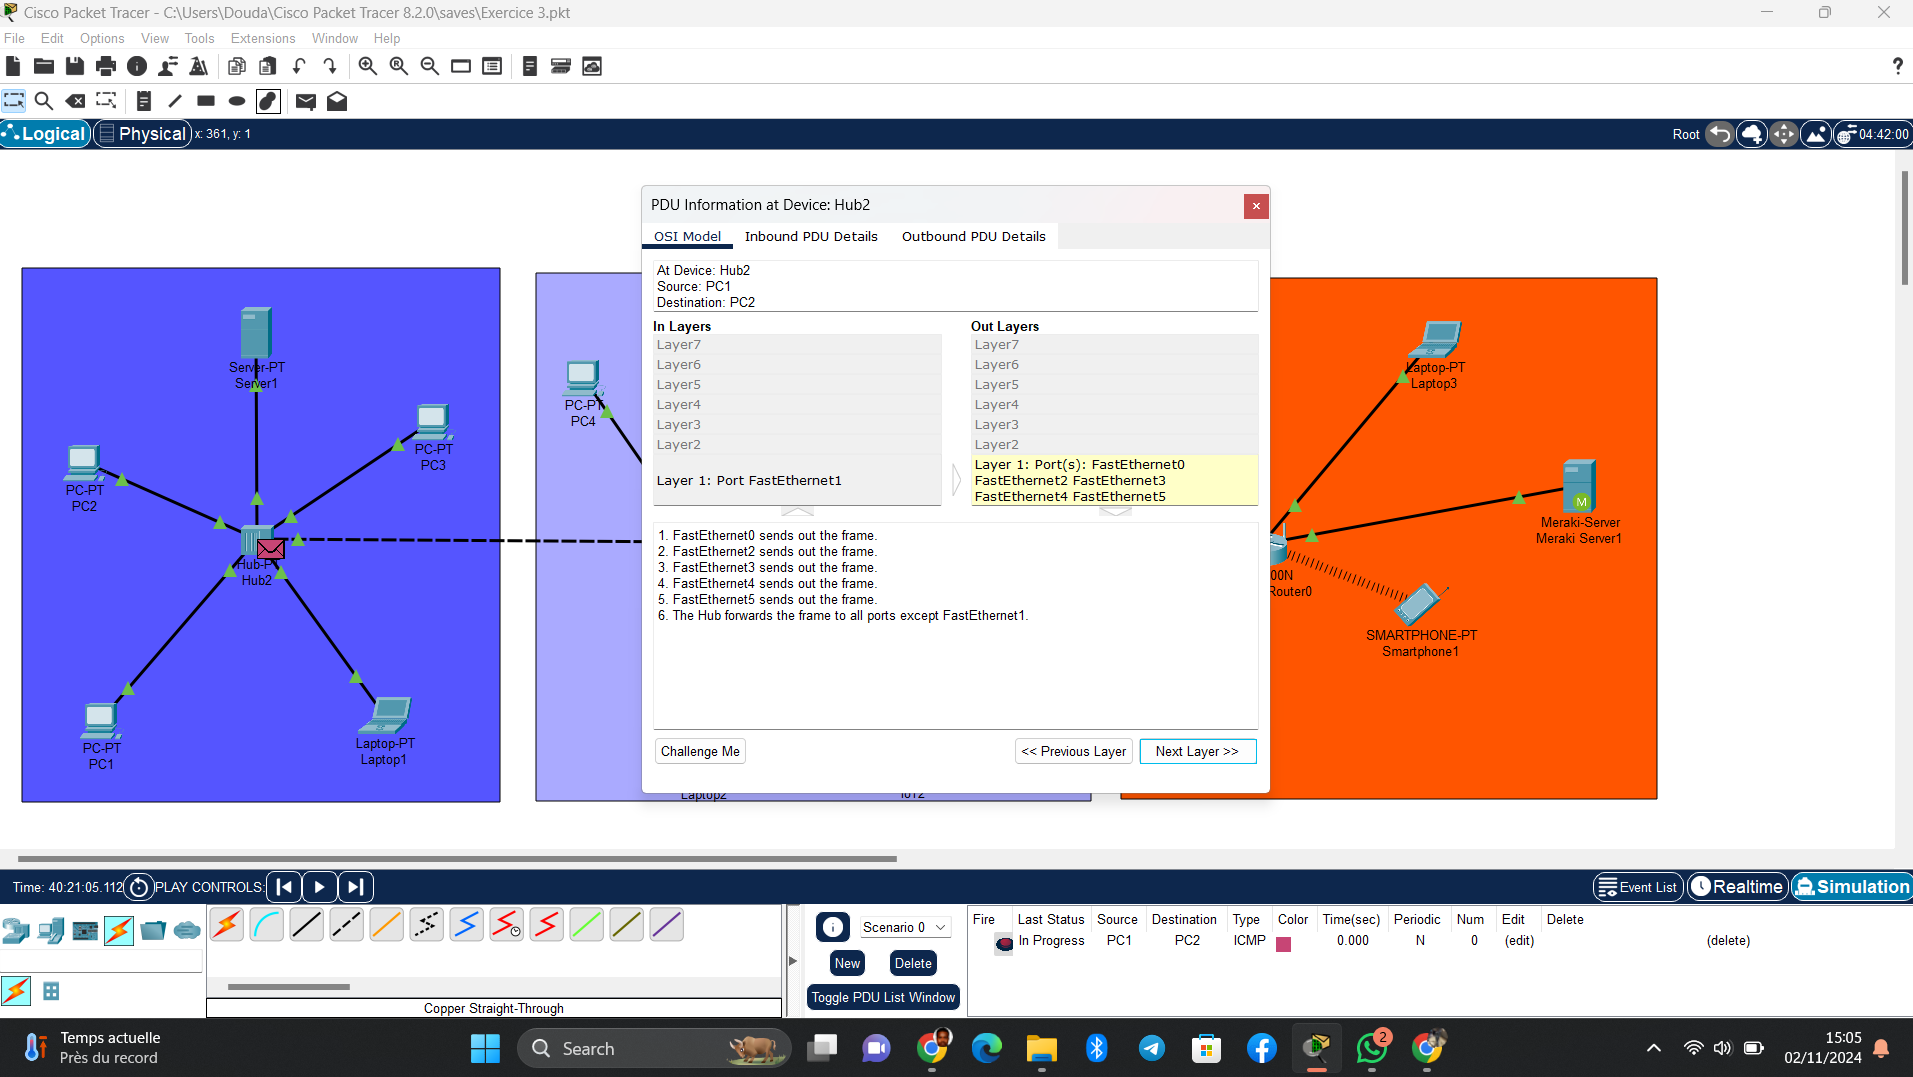 Cisco Packet Tracer - C:\Users\Douda\Cisco Packet Tracer 8.2.0\saves\Exercice 3.pkt
File Edit Options View Tools Extensions Window Help
?
Logical Physical x: 361, y: 1 Root 04:42:00
PDU Information at Device: Hub2
OSI Model Inbound PDU Details Outbound PDU Details
At Device: Hub2
Source: PC1
Destination: PC2
In Layers Out Layers
Layer7 Layer7
Layer6 Layer6
Layer5 Layer5
Layer4 Layer4
Layer3 Layer3
Layer2 Layer2
Layer 1: Port FastEthernet1
Layer 1: Port(s): FastEthernet0
FastEthernet2 FastEthernet3
FastEthernet4 FastEthernet5
1. FastEthernet0 sends out the frame.
2. FastEthernet2 sends out the frame.
3. FastEthernet3 sends out the frame.
4. FastEthernet4 sends out the frame.
5. FastEthernet5 sends out the frame.
6. The Hub forwards the frame to all ports except FastEthernet1.
Challenge Me << Previous Layer Next Layer >>
Server-PT
Server1
PC-PT
PC3
PC-PT
PC2
Hub-P
Hub2
PC-PT
PC1
Laptop-PT
Laptop1
PC-PT
PC4
Laptop2
IoT2
Laptop-PT
Laptop3
M
Meraki-Server
Meraki Server1
00N
Router0
SMARTPHONE-PT
Smartphone1
Time: 40:21:05.112 PLAY CONTROLS: Event List Realtime Simulation
Copper Straight-Through
Scenario 0
New Delete
Toggle PDU List Window
Fire Last Status Source Destination Type Color Time(sec) Periodic Num Edit Delete
In Progress PC1 PC2 ICMP 0.000 N 0 (edit) (delete)
Temps actuelle
Près du record
Search
2
15:05
02/11/2024